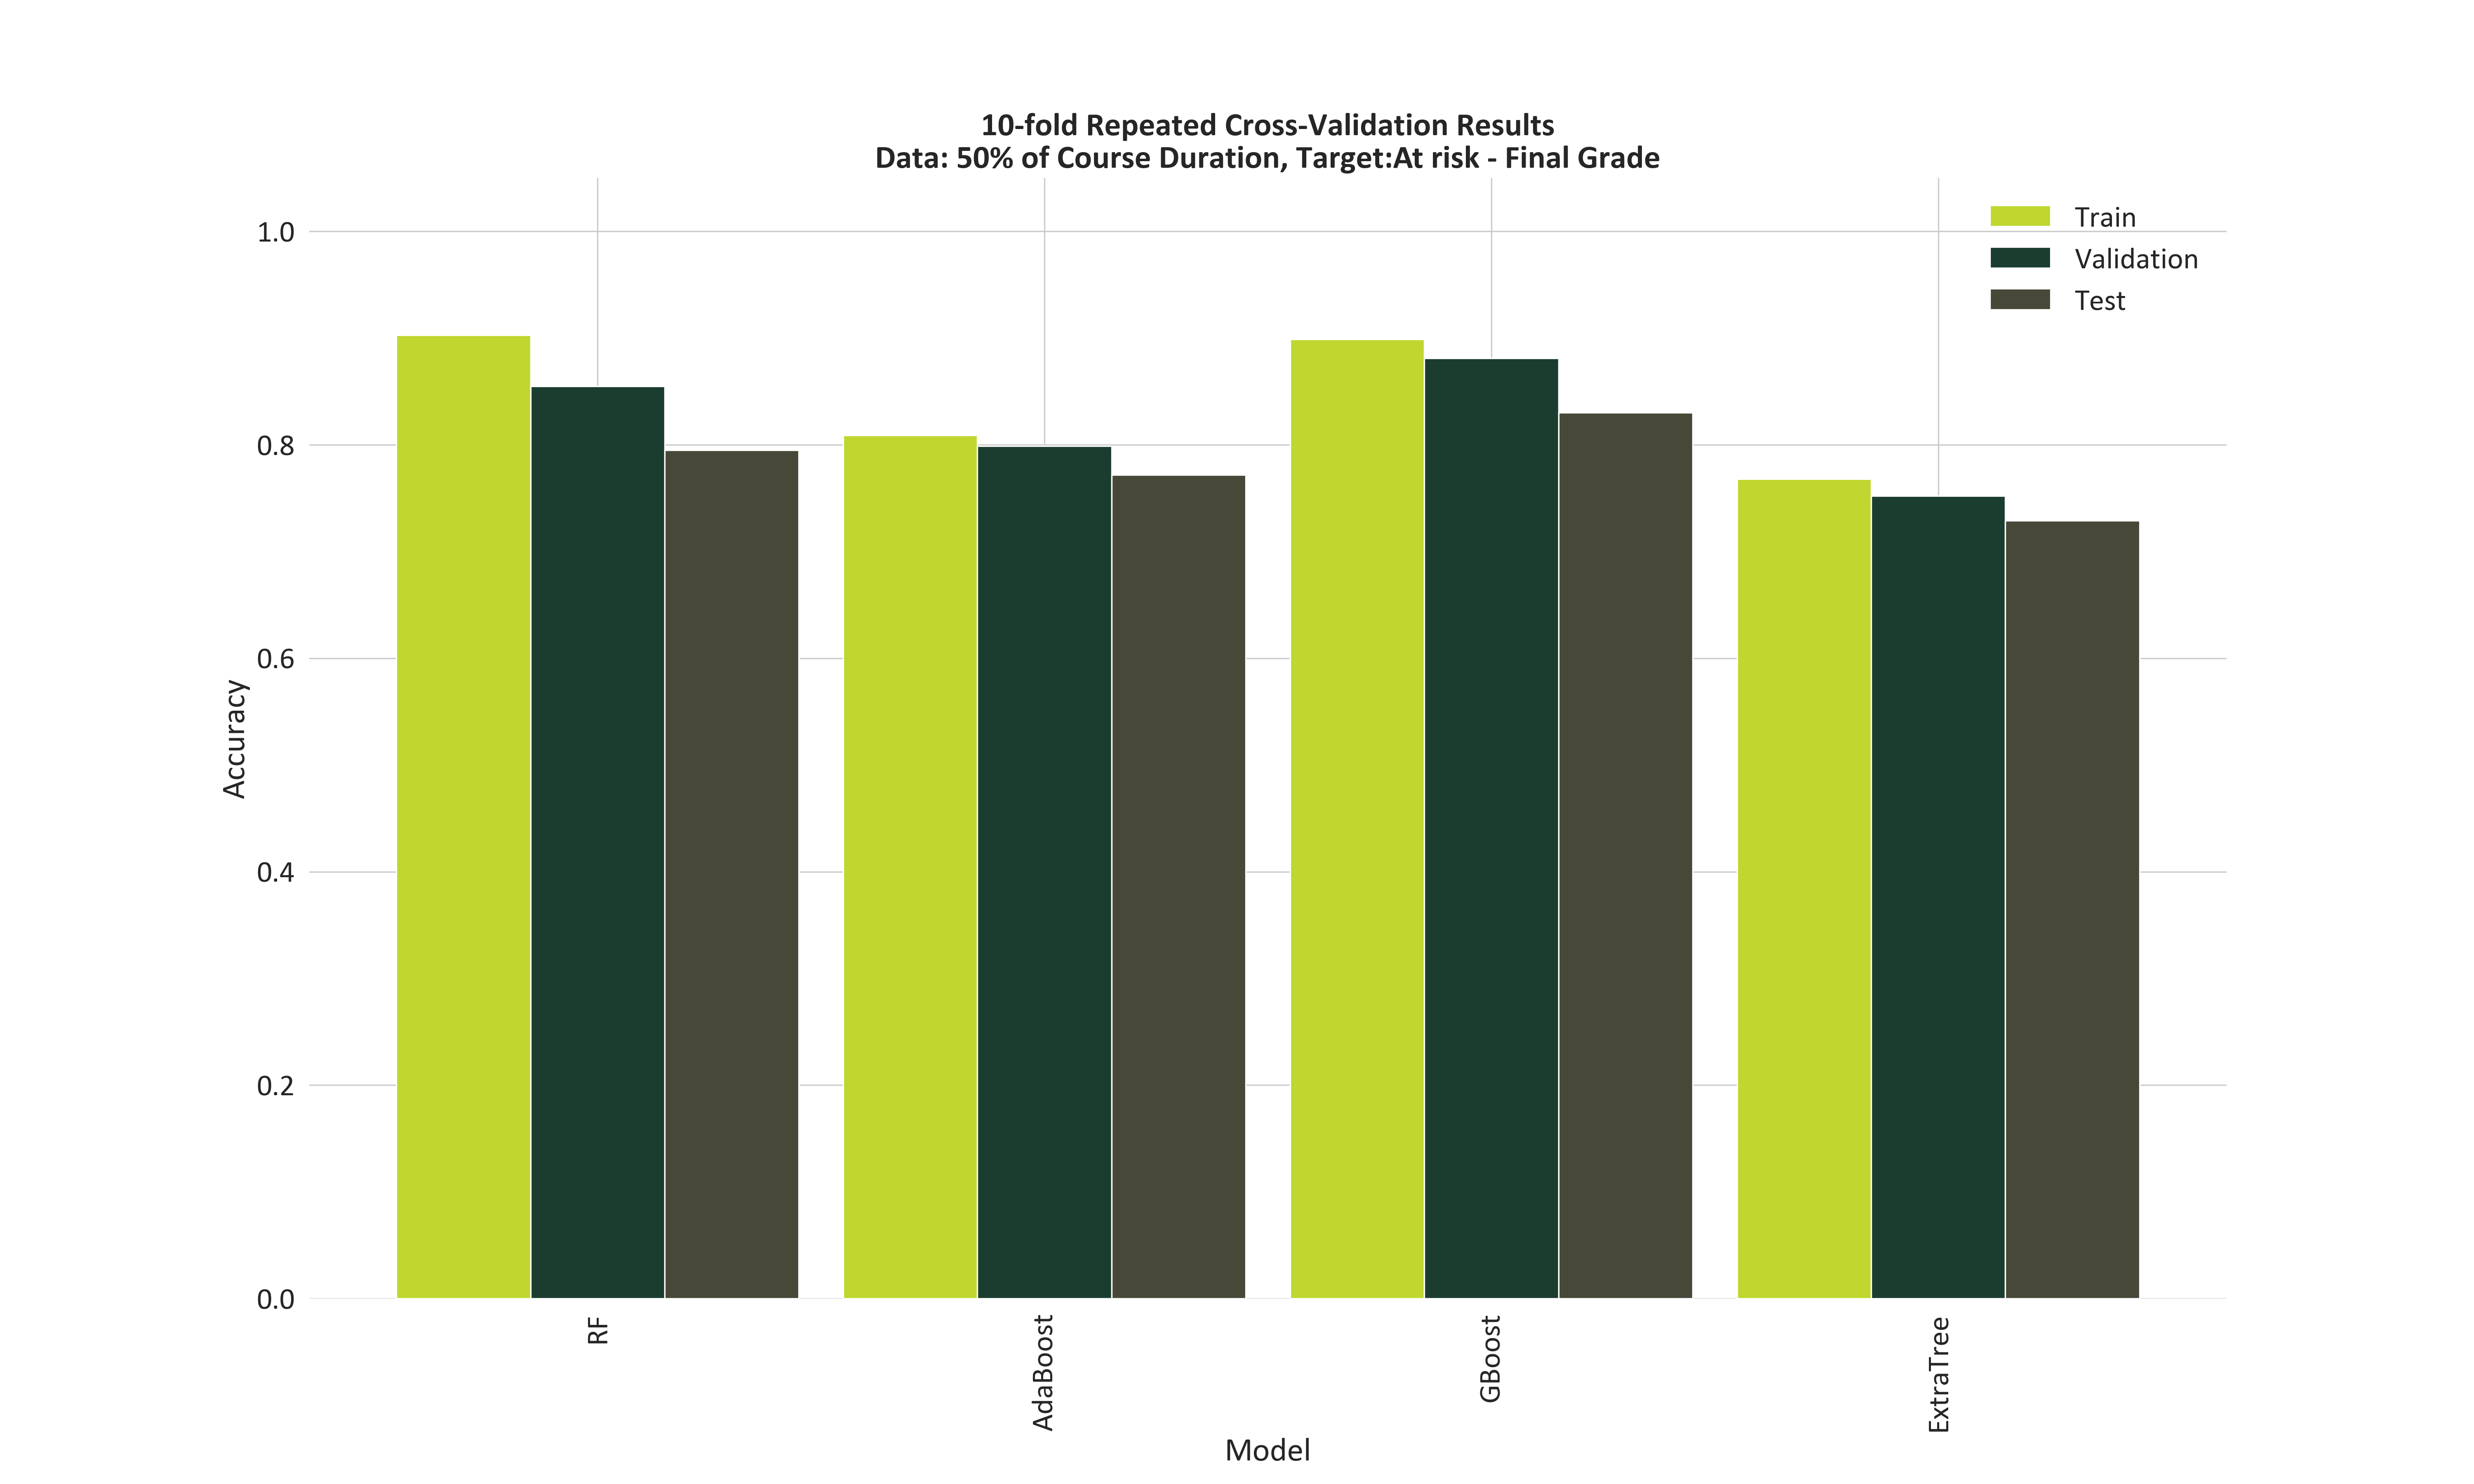 10-fold Repeated Cross-Validation Results
Data: 50% of Course Duration, Target:At risk - Final Grade
Train
Validation
Test
1.0
0.8
0.6
0.4
0.2
0.0
Accuracy
RF
AdaBoost
GBoost
ExtraTree
Model